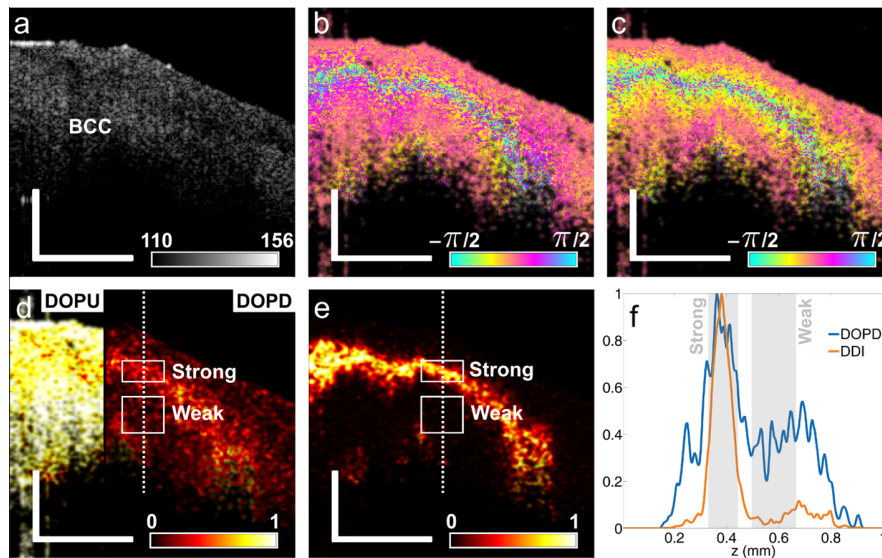 a
BCC
110 156
b
−π/2 π/2
c
−π/2 π/2
d DOPU DOPD
Strong
Weak
0 1
e
Strong
Weak
0 1
f
Strong
Weak
DOPD
DDI
1
0.8
0.6
0.4
0.2
0
0.2 0.4 0.6 0.8 1
z (mm)